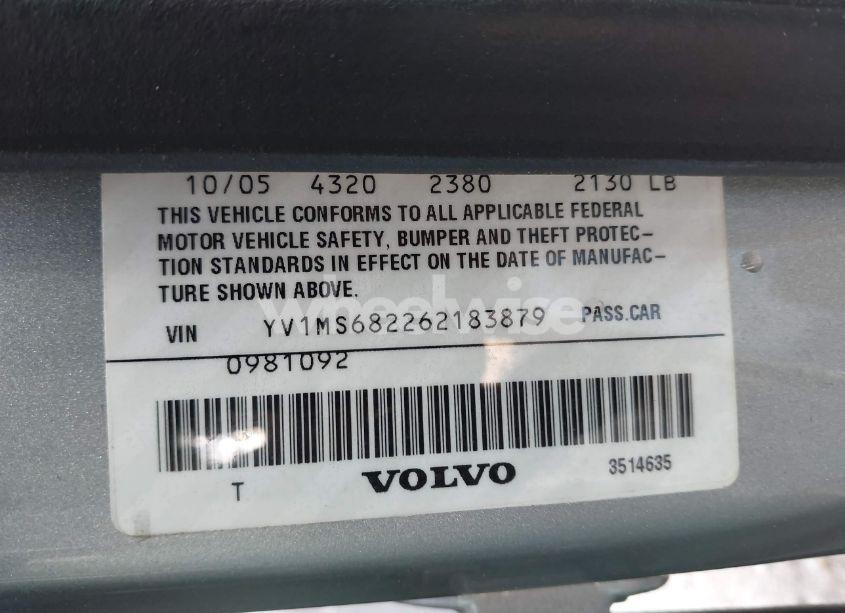 10/05 4320 2380 2130 LB
THIS VEHICLE CONFORMS TO ALL APPLICABLE FEDERAL
MOTOR VEHICLE SAFETY, BUMPER AND THEFT PROTEC-
TION STANDARDS IN EFFECT ON THE DATE OF MANUFAC-
TURE SHOWN ABOVE.
Wheelwise®
VIN YV1MS682262183879 PASS.CAR
0981092
T VOLVO 3514635